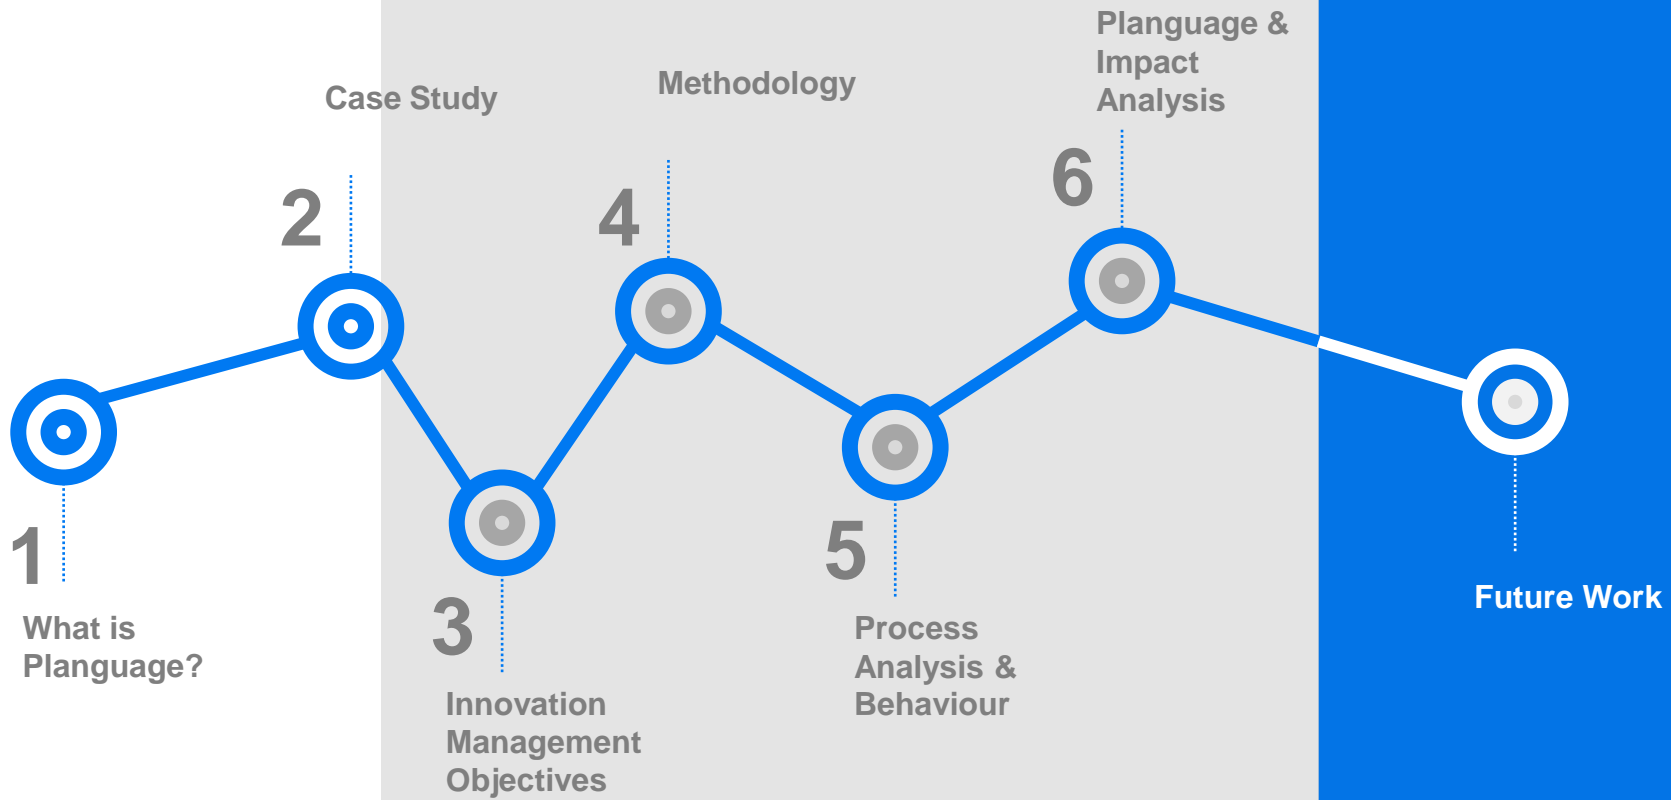 1
What is
Planguage?
2
Case Study
3
Innovation
Management
Objectives
4
Methodology
5
Process
Analysis &
Behaviour
6
Planguage &
Impact
Analysis
Future Work